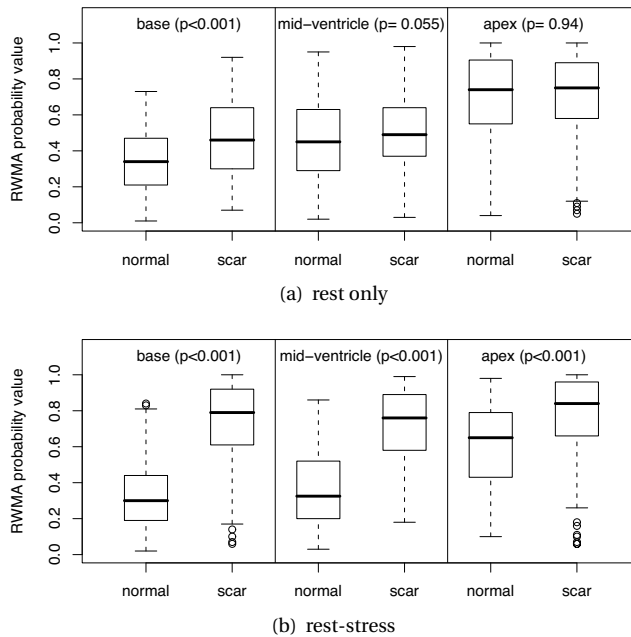 base (p<0.001) mid−ventricle (p= 0.055) apex (p= 0.94)
RWMA probability value
1.0
0.8
0.6
0.4
0.2
0.0
normal scar normal scar normal scar
(a) rest only
base (p<0.001) mid−ventricle (p<0.001) apex (p<0.001)
RWMA probability value
1.0
0.8
0.6
0.4
0.2
0.0
normal scar normal scar normal scar
(b) rest-stress